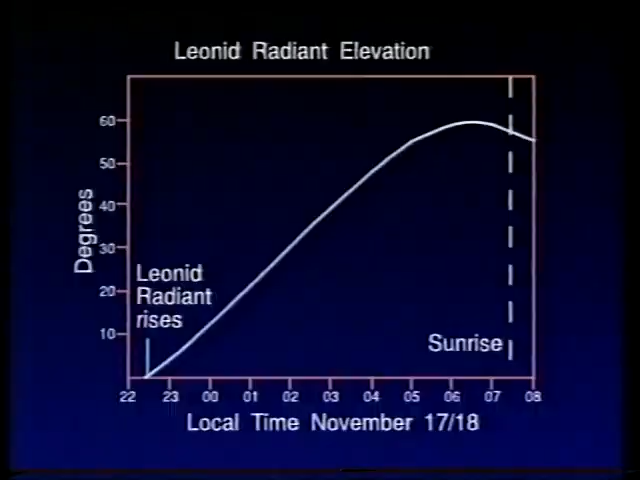 Leonid Radiant Elevation
60
50
40
30
20
10
Degrees
Leonid
Radiant
rises
Sunrise
22 23 00 01 02 03 04 05 06 07 08
Local Time November 17/18